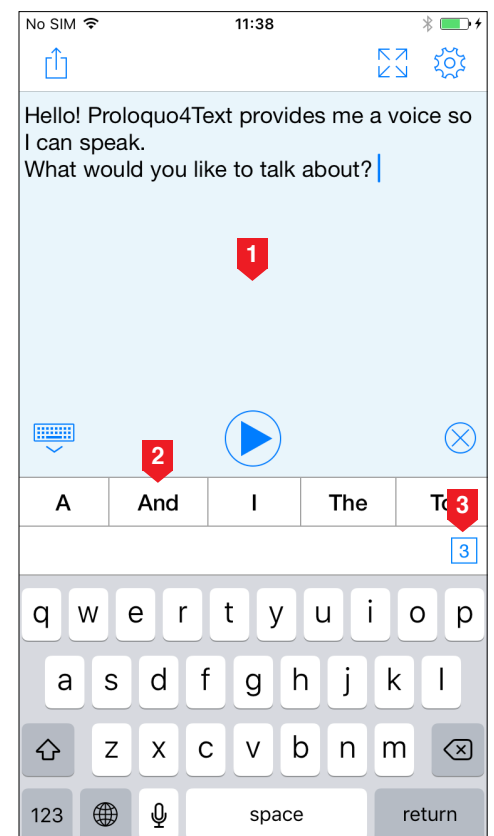 No SIM 11:38
Hello! Proloquo4Text provides me a voice so
I can speak.
What would you like to talk about?
1
2
A And I The
3
3
q w e r t y u i o p
a s d f g h j k l
z x c v b n m
123 space return